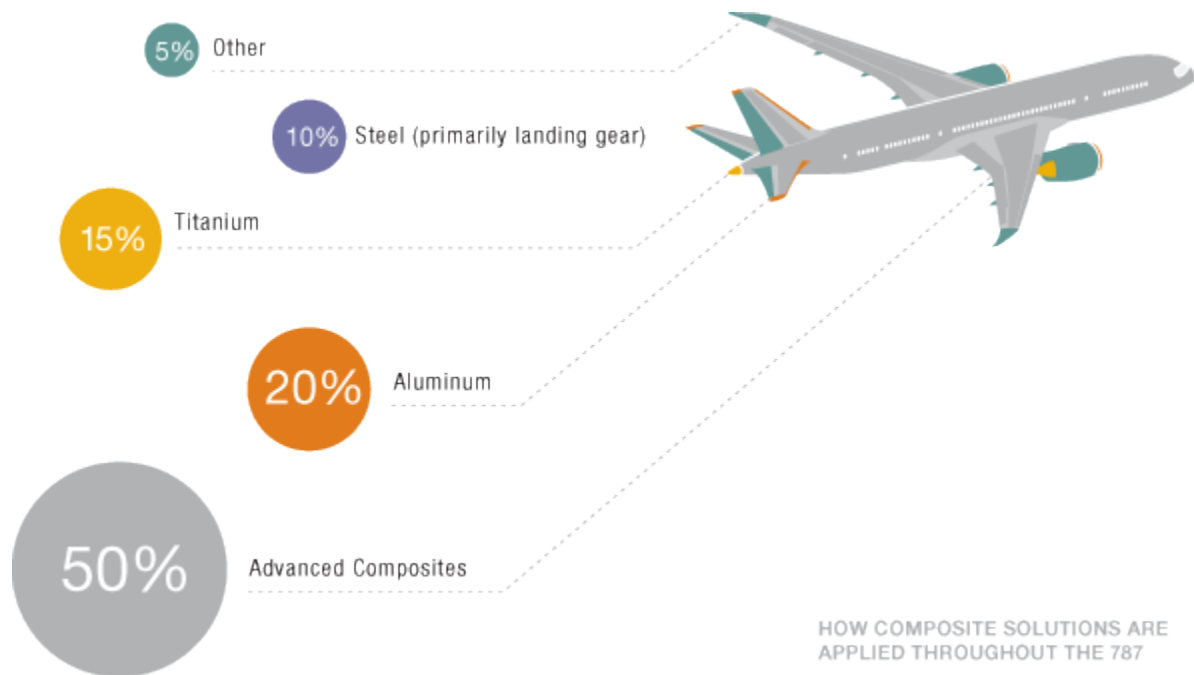 5% Other
10% Steel (primarily landing gear)
15% Titanium
20% Aluminum
50% Advanced Composites
HOW COMPOSITE SOLUTIONS ARE
APPLIED THROUGHOUT THE 787